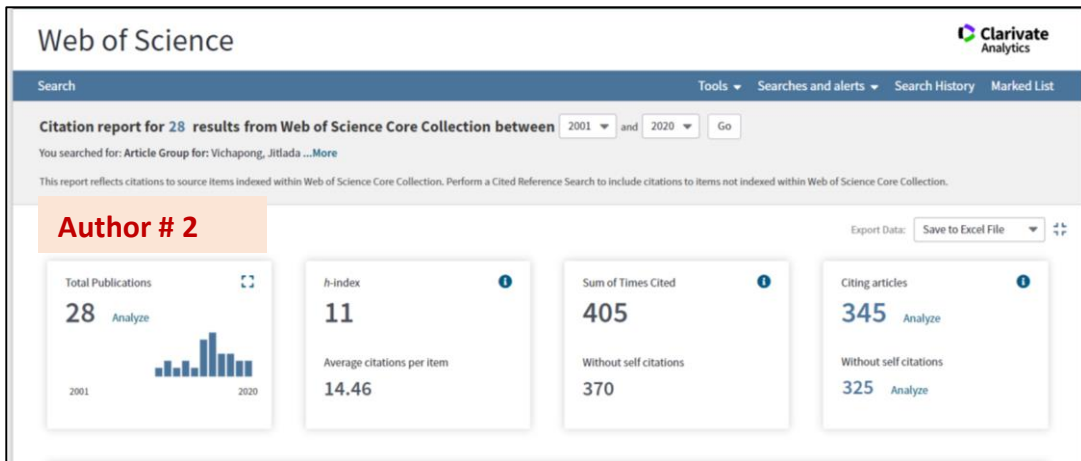 Web of Science
Clarivate
Analytics
Search Tools Searches and alerts Search History Marked List
Citation report for 28 results from Web of Science Core Collection between 2001 and 2020 Go
You searched for: Article Group for: Vichapong, Jitlada ...More
This report reflects citations to source items indexed within Web of Science Core Collection. Perform a Cited Reference Search to include citations to items not indexed within Web of Science Core Collection.
Author # 2
Export Data: Save to Excel File
Total Publications
28 Analyze
2001 2020
h-index
11
Average citations per item
14.46
Sum of Times Cited
405
Without self citations
370
Citing articles
345 Analyze
Without self citations
325 Analyze